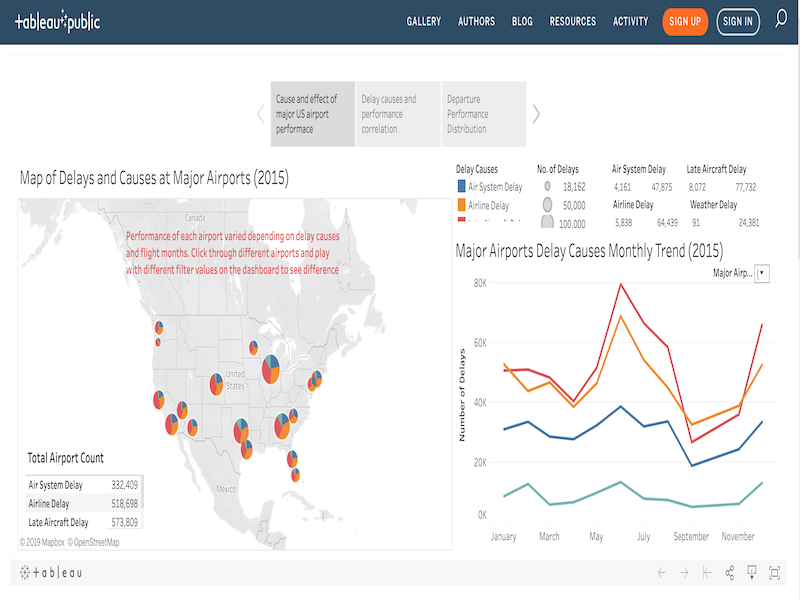 +ab|eau public
GALLERY
AUTHORS
BLOG
RESOURCES
ACTIVITY
SIGN UP
SIGN IN
Cause and effect of
major US airport
performace
Delay causes and
performance
correlation
Departure
Performance
Distribution
Map of Delays and Causes at Major Airports (2015)
Canada
Performance of each airport varied depending on delay causes
and flight months. Click through different airports and play
with different filter values on the dashboard to see difference
United
States
Mexico
Total Airport Count
Air System Delay 332,409
Airline Delay 518,698
Late Aircraft Delay 573,809
© 2019 Mapbox © OpenStreetMap
Delay Causes
Air System Delay
Airline Delay
No. of Delays
18,162
50,000
100,000
Air System Delay
4,161 47,875
Late Aircraft Delay
8,072 77,732
Airline Delay
5,838 64,439
Weather Delay
91 24,381
Major Airports Delay Causes Monthly Trend (2015)
Major Airp...
Number of Delays
80K
60K
40K
20K
0K
January March May July September November
+ab|eau